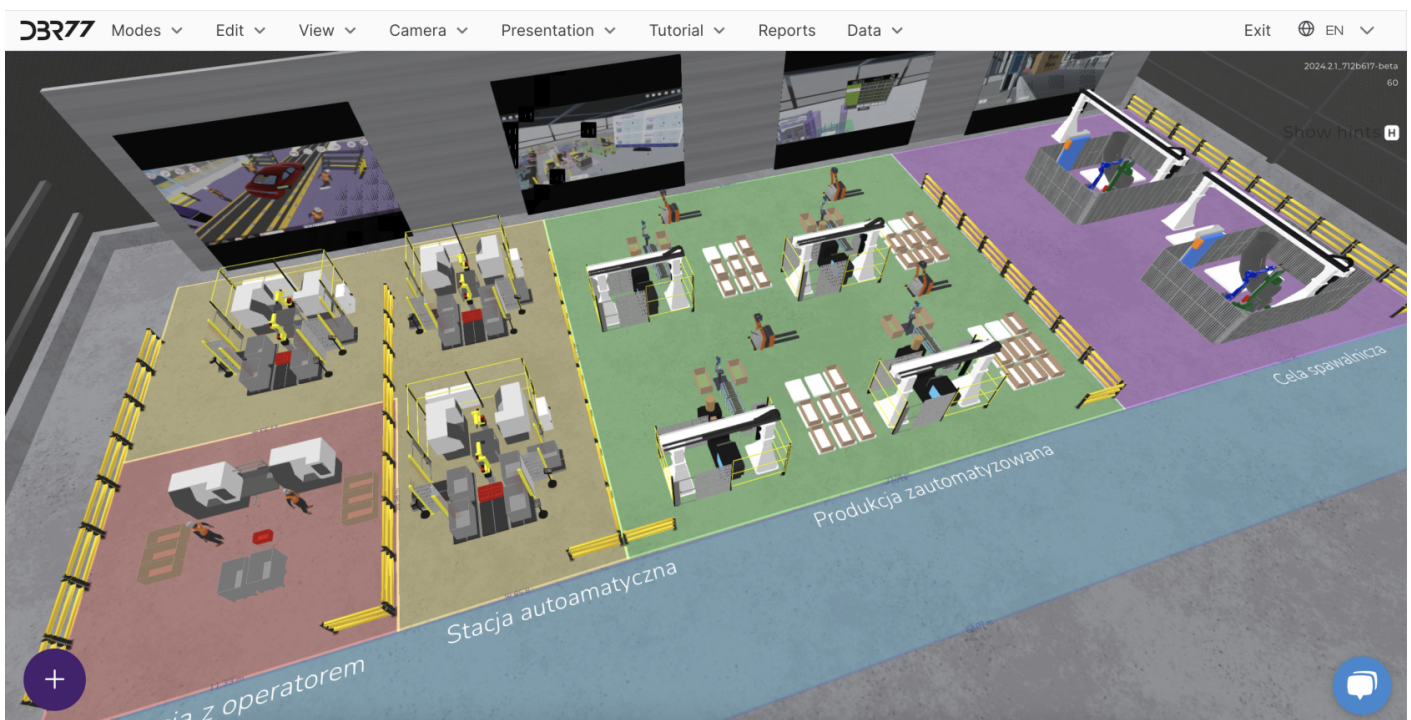 DBR77 Modes Edit View Camera Presentation Tutorial Reports Data Exit EN
2024.2.1_712b617-beta
60
Show hints H
Cela spawalnicza
Produkcja zautomatyzowana
Stacja autoamatyczna
z operatorem